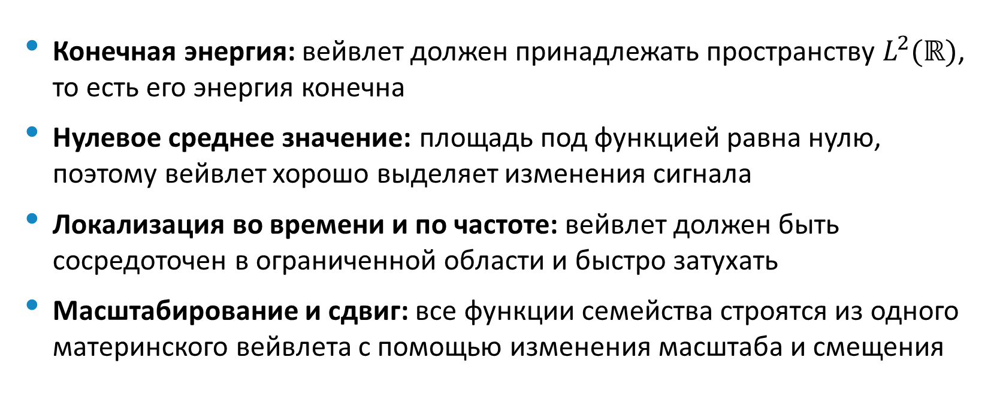 • Конечная энергия: вейвлет должен принадлежать пространству 𝐿²(ℝ),
то есть его энергия конечна
• Нулевое среднее значение: площадь под функцией равна нулю,
поэтому вейвлет хорошо выделяет изменения сигнала
• Локализация во времени и по частоте: вейвлет должен быть
сосредоточен в ограниченной области и быстро затухать
• Масштабирование и сдвиг: все функции семейства строятся из одного
материнского вейвлета с помощью изменения масштаба и смещения